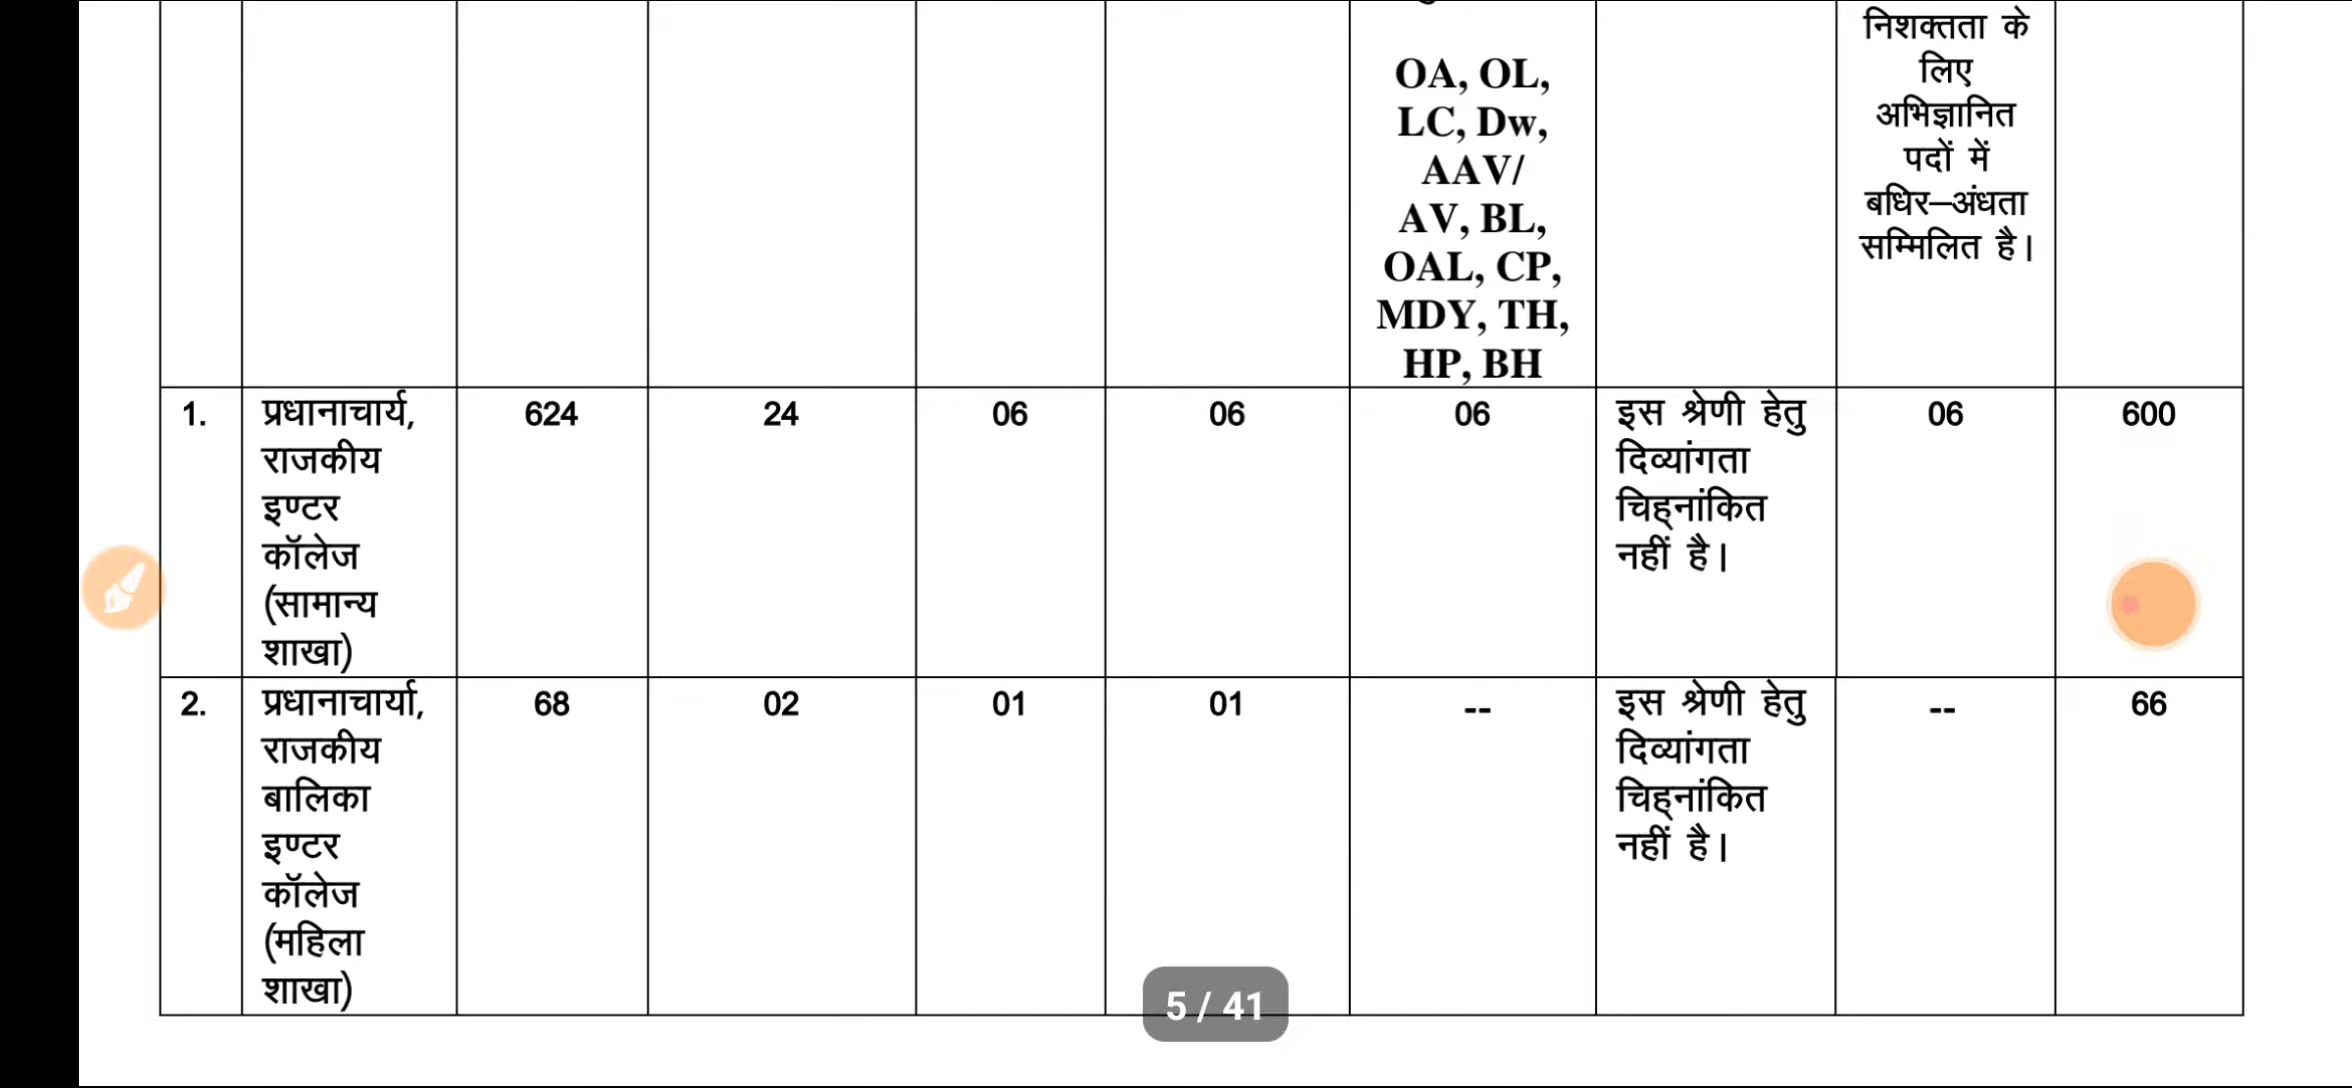 OA, OL,
LC, Dw,
AAV/
AV, BL,
OAL, CP,
MDY, TH,
HP, BH
निशक्तता के
लिए
अभिज्ञानित
पदों में
बधिर–अंधता
सम्मिलित है।
1.
प्रधानाचार्य,
राजकीय
इण्टर
कॉलेज
(सामान्य
शाखा)
624
24
06
06
06
इस श्रेणी हेतु
दिव्यांगता
चिह्नांकित
नहीं है।
06
600
2.
प्रधानाचार्या,
राजकीय
बालिका
इण्टर
कॉलेज
(महिला
शाखा)
68
02
01
01
--
इस श्रेणी हेतु
दिव्यांगता
चिह्नांकित
नहीं है।
--
66
5 / 41